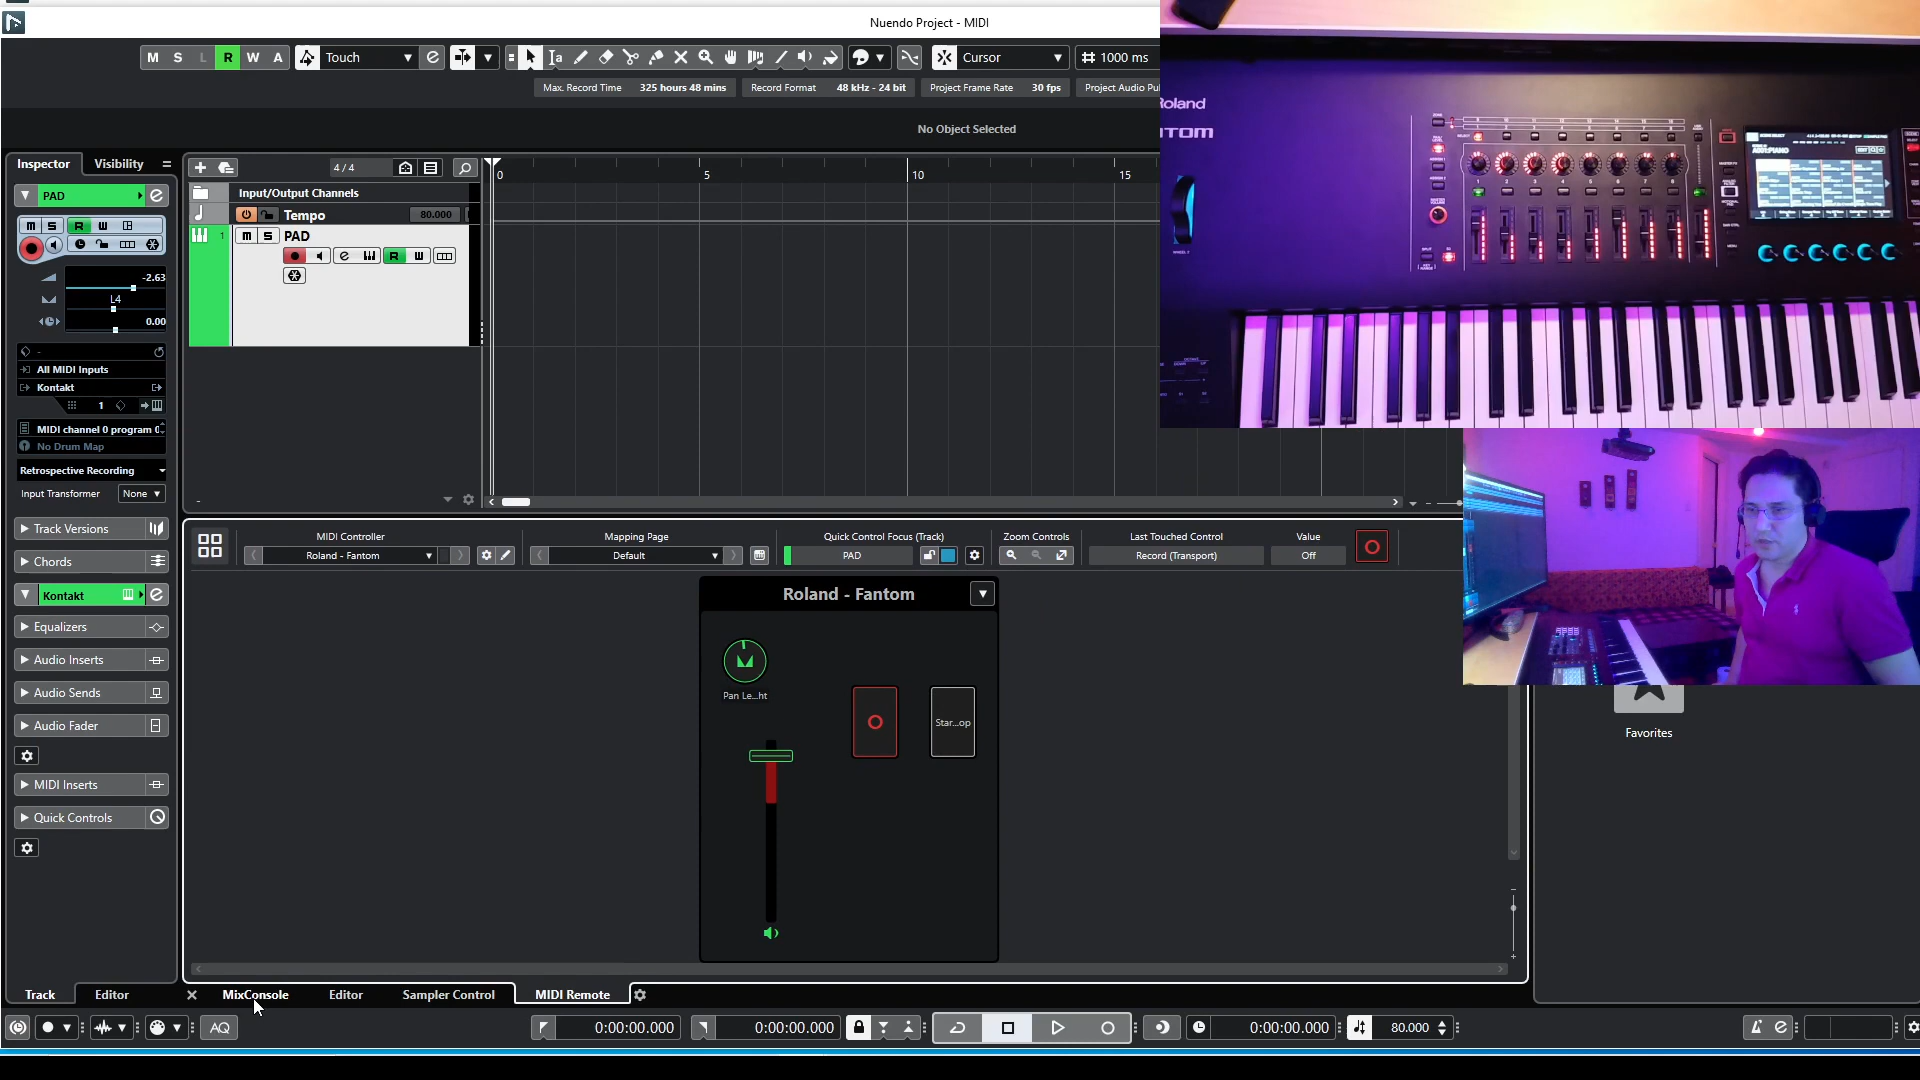 Nuendo Project - MIDI
M S L R W A
Touch
Cursor
1000 ms
Max. Record Time 325 hours 48 mins
Record Format 48 kHz - 24 bit
Project Frame Rate 30 fps
Project Audio Pul
No Object Selected
Inspector
Visibility
4 / 4
0
5
10
15
PAD
Input/Output Channels
Tempo
80.000
M S R W
1
M S
PAD
R W
-2.63
L4
0.00
All MIDI Inputs
Kontakt
1
MIDI channel 0 program 0
No Drum Map
Retrospective Recording
Input Transformer
None
Track Versions
Chords
Kontakt
Equalizers
Audio Inserts
Audio Sends
Audio Fader
MIDI Inserts
Quick Controls
MIDI Controller
Roland - Fantom
Mapping Page
Default
Quick Control Focus (Track)
PAD
Zoom Controls
Last Touched Control
Record (Transport)
Value
Off
Roland - Fantom
Pan Le...ht
Star...op
Favorites
Track
Editor
MixConsole
Editor
Sampler Control
MIDI Remote
AQ
0:00:00.000
0:00:00.000
0:00:00.000
80.000
Roland
NTOM